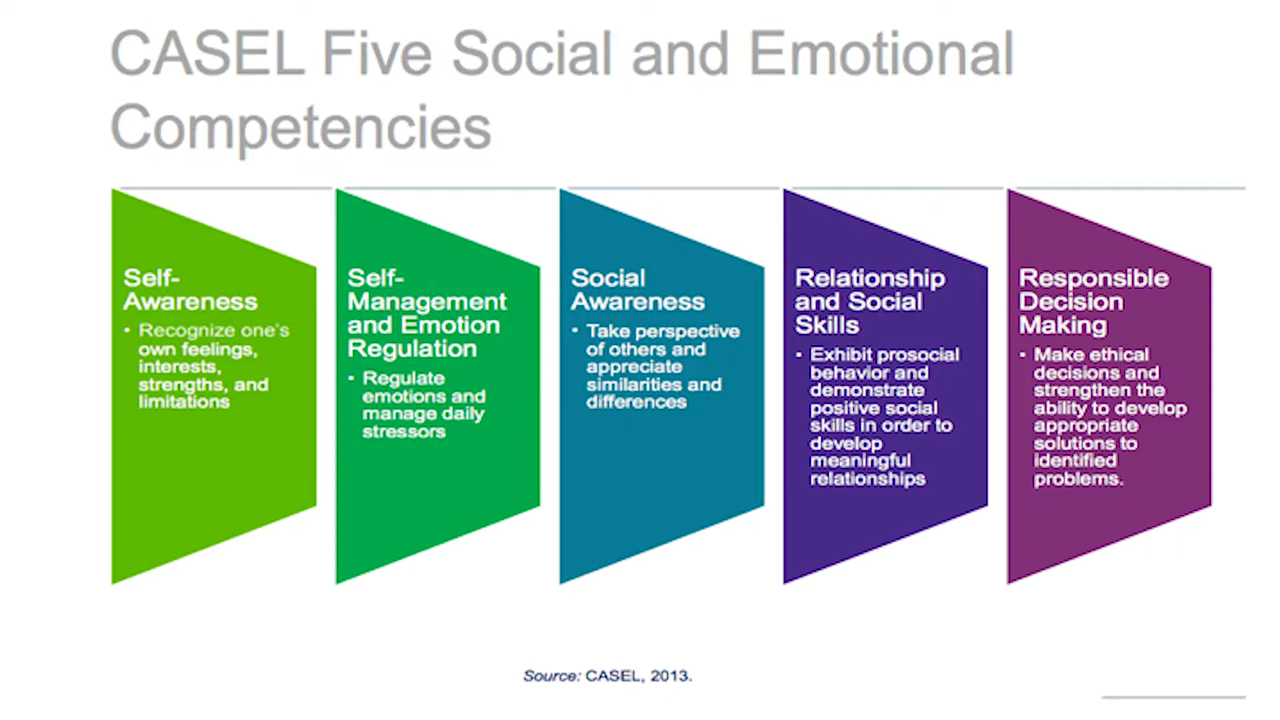 CASEL Five Social and Emotional
Competencies
Self-
Awareness
• Recognize one's
own feelings,
interests,
strengths, and
limitations
Self-
Management
and Emotion
Regulation
• Regulate
emotions and
manage daily
stressors
Social
Awareness
• Take perspective
of others and
appreciate
similarities and
differences
Relationship
and Social
Skills
• Exhibit prosocial
behavior and
demonstrate
positive social
skills in order to
develop
meaningful
relationships
Responsible
Decision
Making
• Make ethical
decisions and
strengthen the
ability to develop
appropriate
solutions to
identified
problems.
Source: CASEL, 2013.